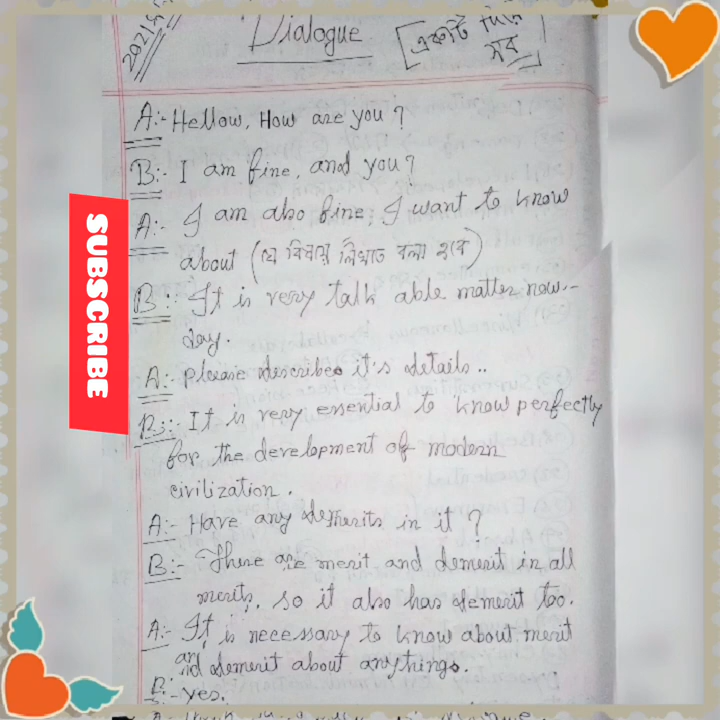 2021
Dialogue
[একটি দিয়ে
সব]
A:- Hellow, How are you?
B:- I am fine, and you?
A:- I am also fine, I want to know
about (যে বিষয়ে লিখতে বলা হবে)
B:- It is very talk able matter now-
day.
A:- please describe it's details..
B:- It is very essential to know perfectly
for the development of modern
civilization.
A:- Have any demerits in it?
B:- There are merit and demerit in all
merits, so it also has demerit too.
A:- It is necessary to know about merit
and demerit about anythings.
B:- yes.
SUBSCRIBE